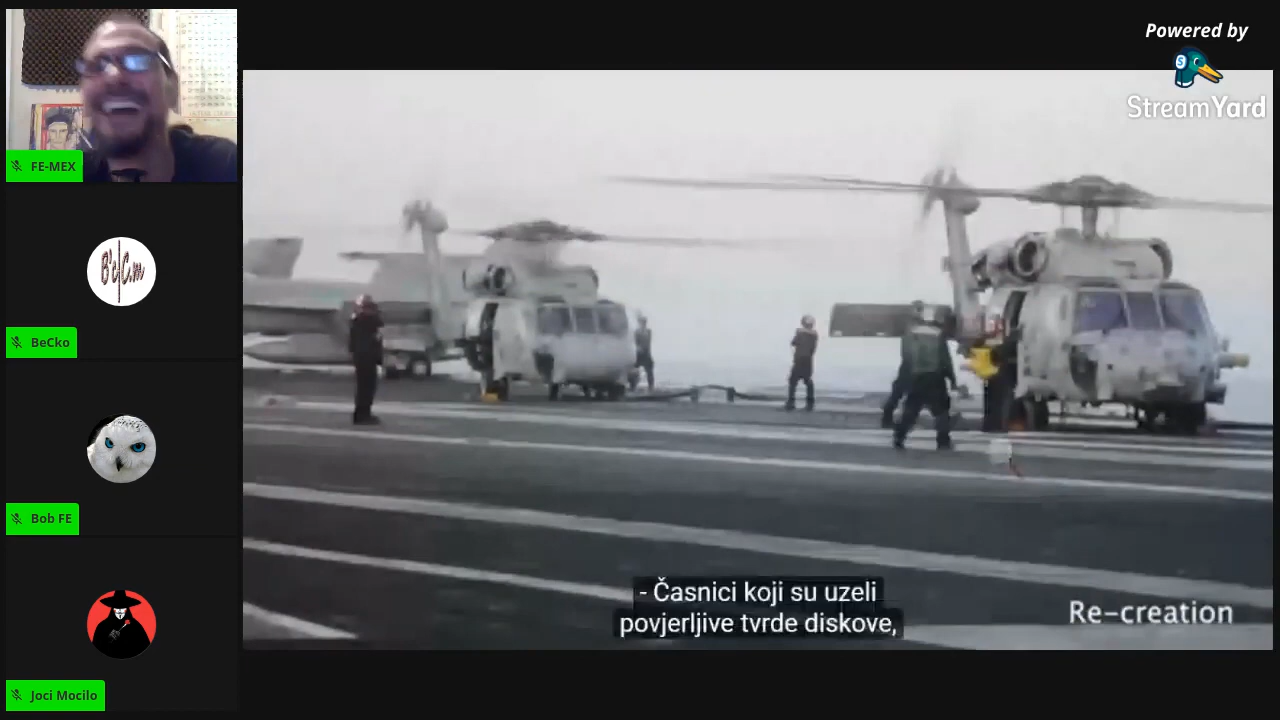 Powered by
StreamYard
FE-MEX
BeCko
Bob FE
Joci Mocilo
- Časnici koji su uzeli
povjerljive tvrde diskove,
Re-creation